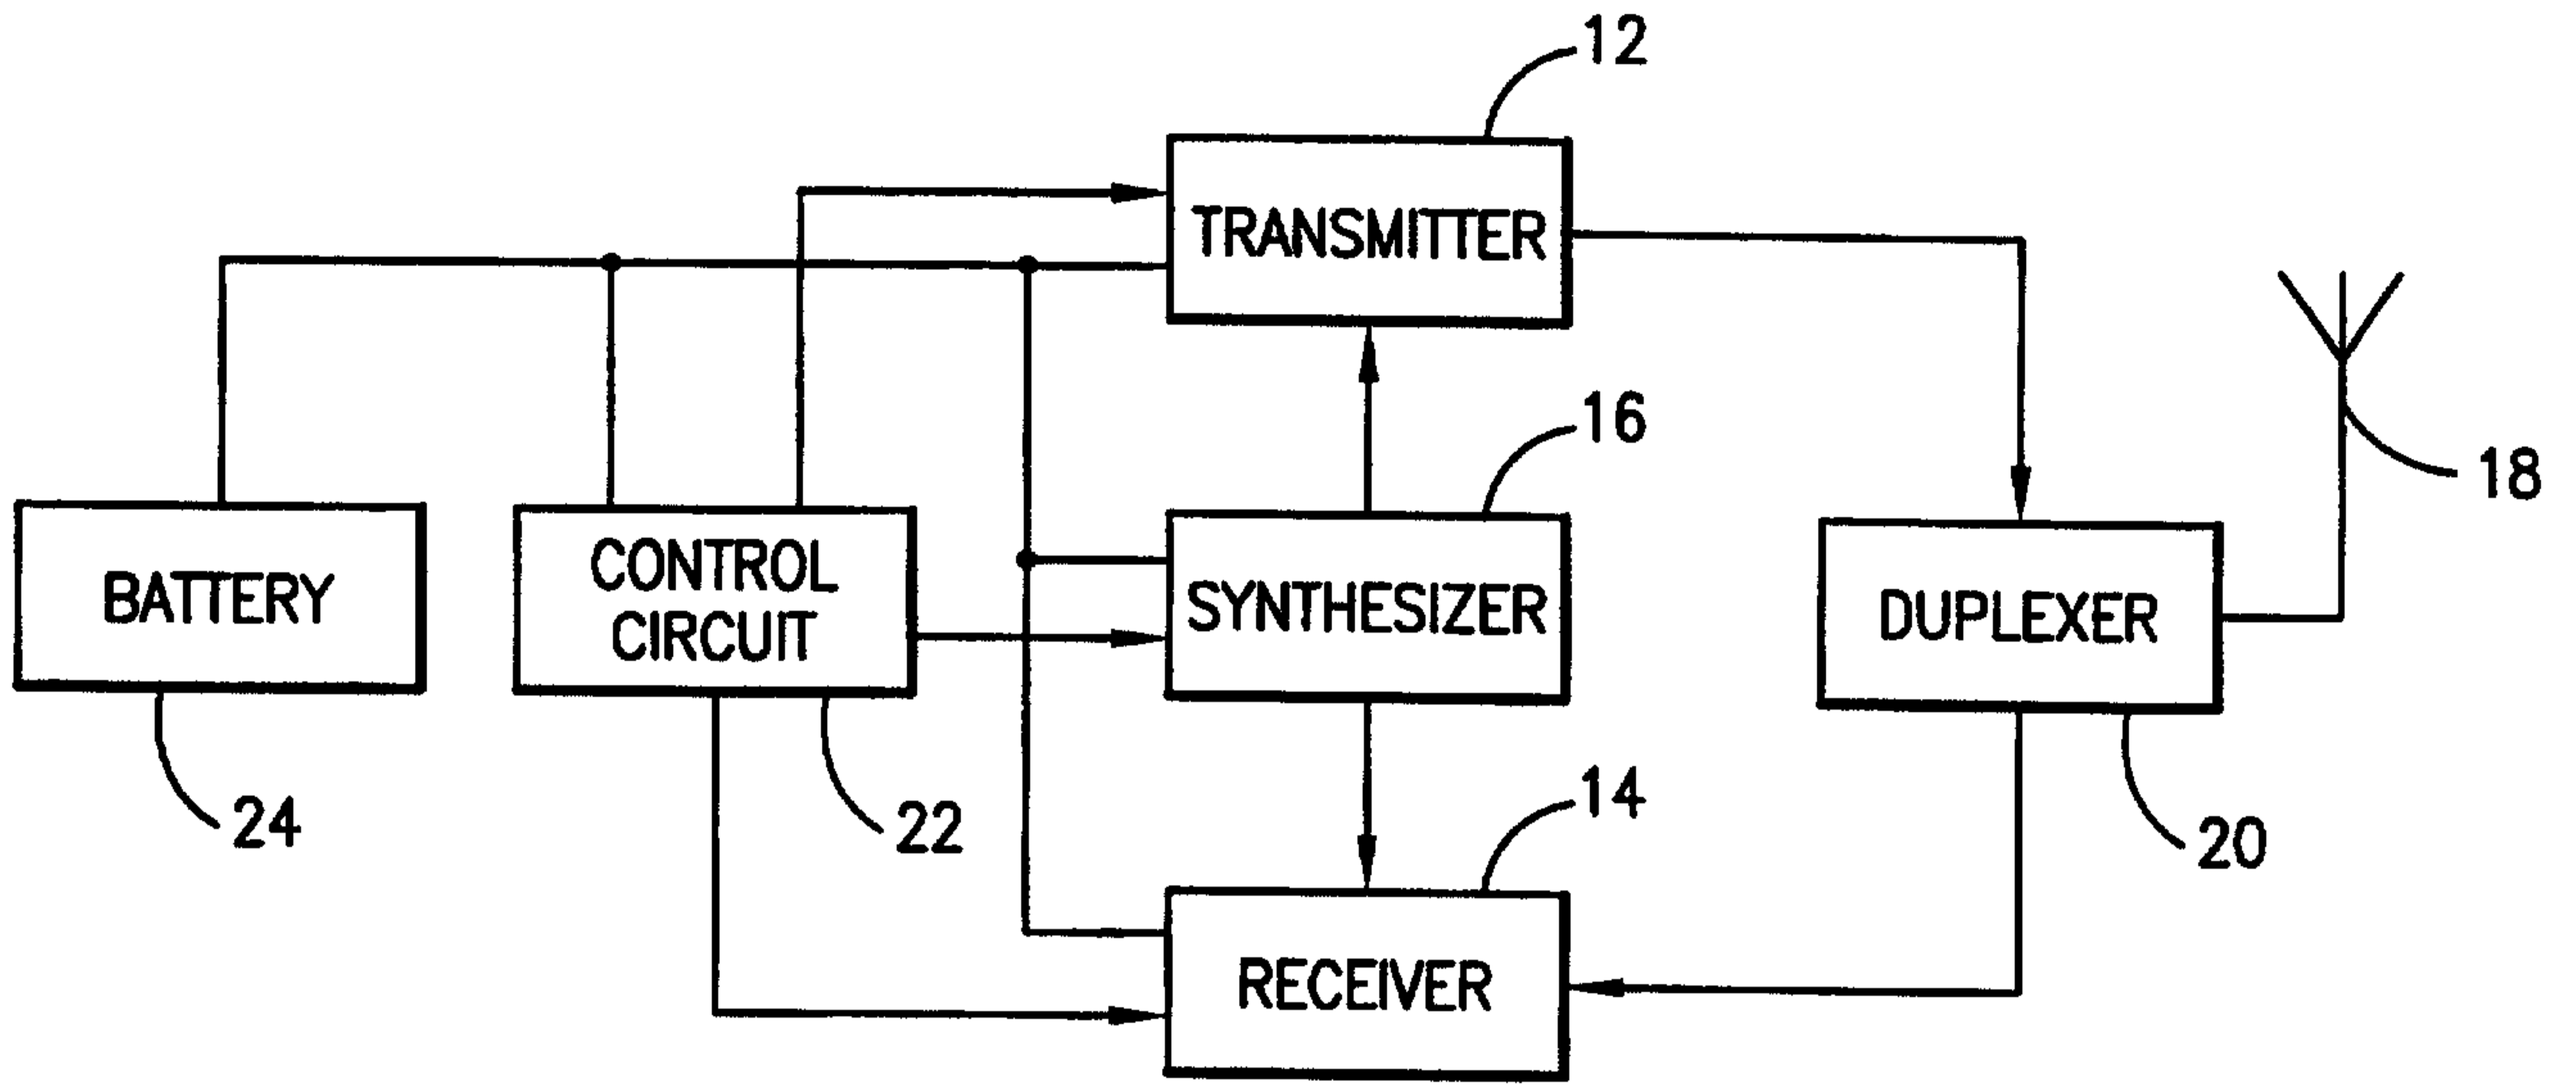 12
TRANSMITTER
16
18
BATTERY
CONTROL
CIRCUIT
SYNTHESIZER
DUPLEXER
24
22
14
20
RECEIVER